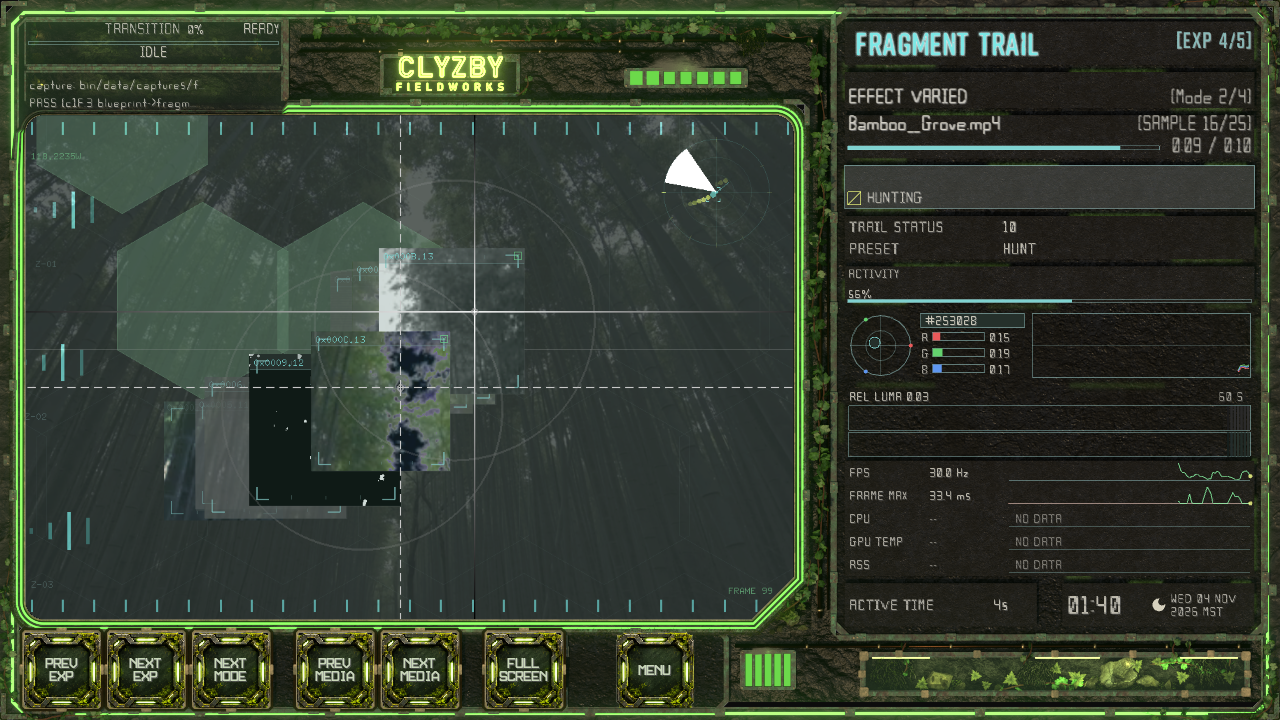 TRANSITION 0% READY
IDLE
capture bin/data/captures/f
PASS [c1F3 blueprint->fragm
CLYZBY
FIELDWORKS
FRAGMENT TRAIL [EXP 4/5]
EFFECT VARIED [Mode 2/4]
Bamboo_Grove.mp4 [SAMPLE 16/25]
0:09 / 0:10
HUNTING
TRAIL STATUS 10
PRESET HUNT
ACTIVITY
56%
#253028
R 0.15
G 0.19
B 0.17
REL LUMA 0.03 60 S
FPS 30.0 Hz
FRAME MAX 33.4 mS
CPU -- NO DATA
GPU TEMP -- NO DATA
RSS -- NO DATA
ACTIVE TIME 4s
01:40
WED 04 NOV
2026 MST
Z-01
0x000C.13
0x0009.12
Z-02
Z-03
FRAME 99
PREV EXP
NEXT EXP
NEXT MODE
PREV MEDIA
NEXT MEDIA
FULL SCREEN
MENU